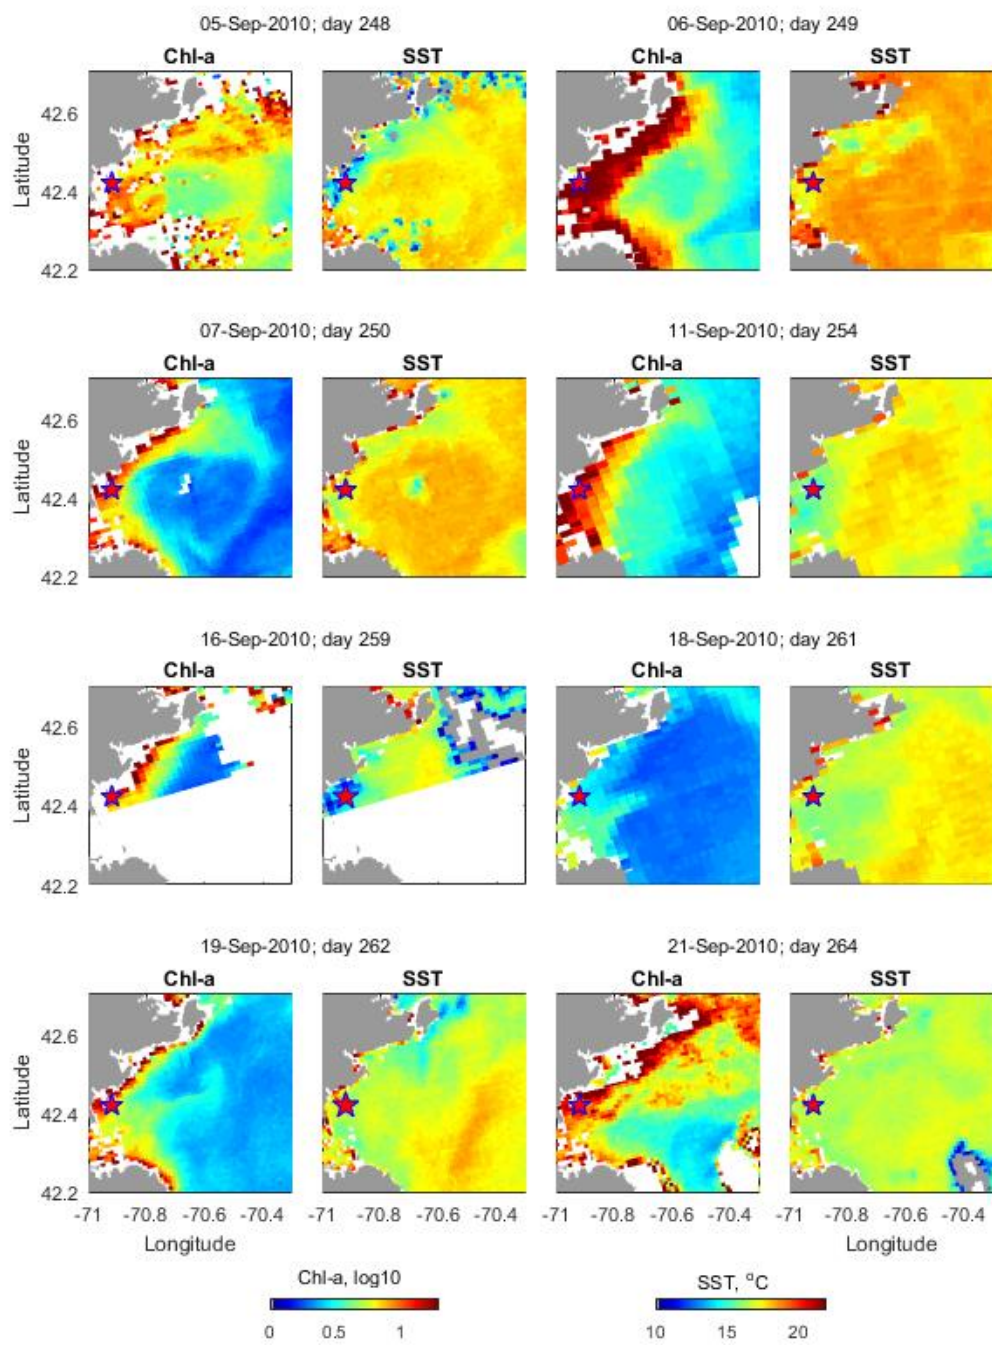 05-Sep-2010; day 248 06-Sep-2010; day 249
Chl-a SST Chl-a SST
Latitude
42.6
42.4
42.2
07-Sep-2010; day 250 11-Sep-2010; day 254
Chl-a SST Chl-a SST
Latitude
42.6
42.4
42.2
16-Sep-2010; day 259 18-Sep-2010; day 261
Chl-a SST Chl-a SST
Latitude
42.6
42.4
42.2
19-Sep-2010; day 262 21-Sep-2010; day 264
Chl-a SST Chl-a SST
Latitude
42.6
42.4
42.2
-71 -70.8 -70.6 -70.4 -71 -70.8 -70.6 -70.4 -71 -70.8 -70.6 -70.4 -71 -70.8 -70.6 -70.4
Longitude Longitude
Chl-a, log10 SST, °C
0 0.5 1 10 15 20